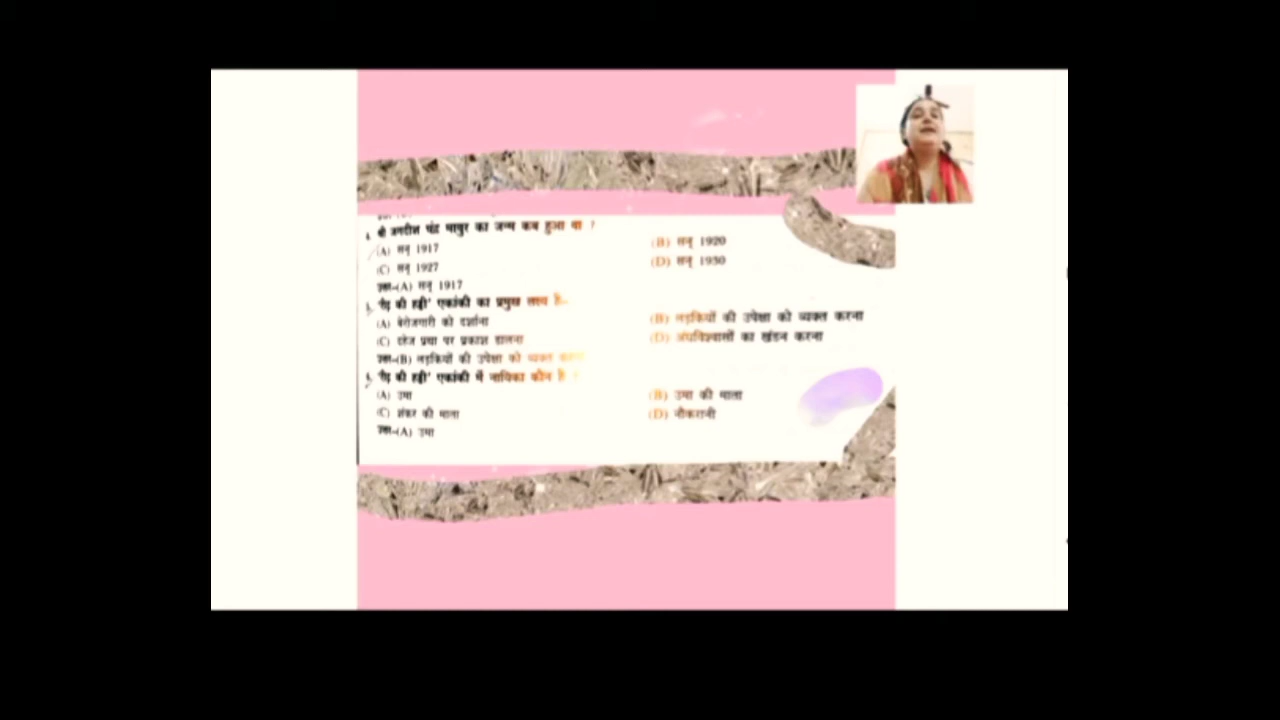 श्री जगदीश चंद्र माथुर का जन्म कब हुआ था ?
(A) सन् 1917 (B) सन् 1920
(C) सन् 1927 (D) सन् 1930
उत्तर-(A) सन् 1917
'रीढ़ की हड्डी' एकांकी का प्रमुख लक्ष्य है-
(A) बेरोजगारी को दर्शाना (B) लड़कियों की उपेक्षा को व्यक्त करना
(C) दहेज प्रथा पर प्रकाश डालना (D) अंधविश्वासों का खंडन करना
उत्तर-(B) लड़कियों की उपेक्षा को व्यक्त करना
'रीढ़ की हड्डी' एकांकी में नायिका कौन है ?
(A) उमा (B) उमा की माता
(C) शंकर की माता (D) नौकरानी
उत्तर-(A) उमा